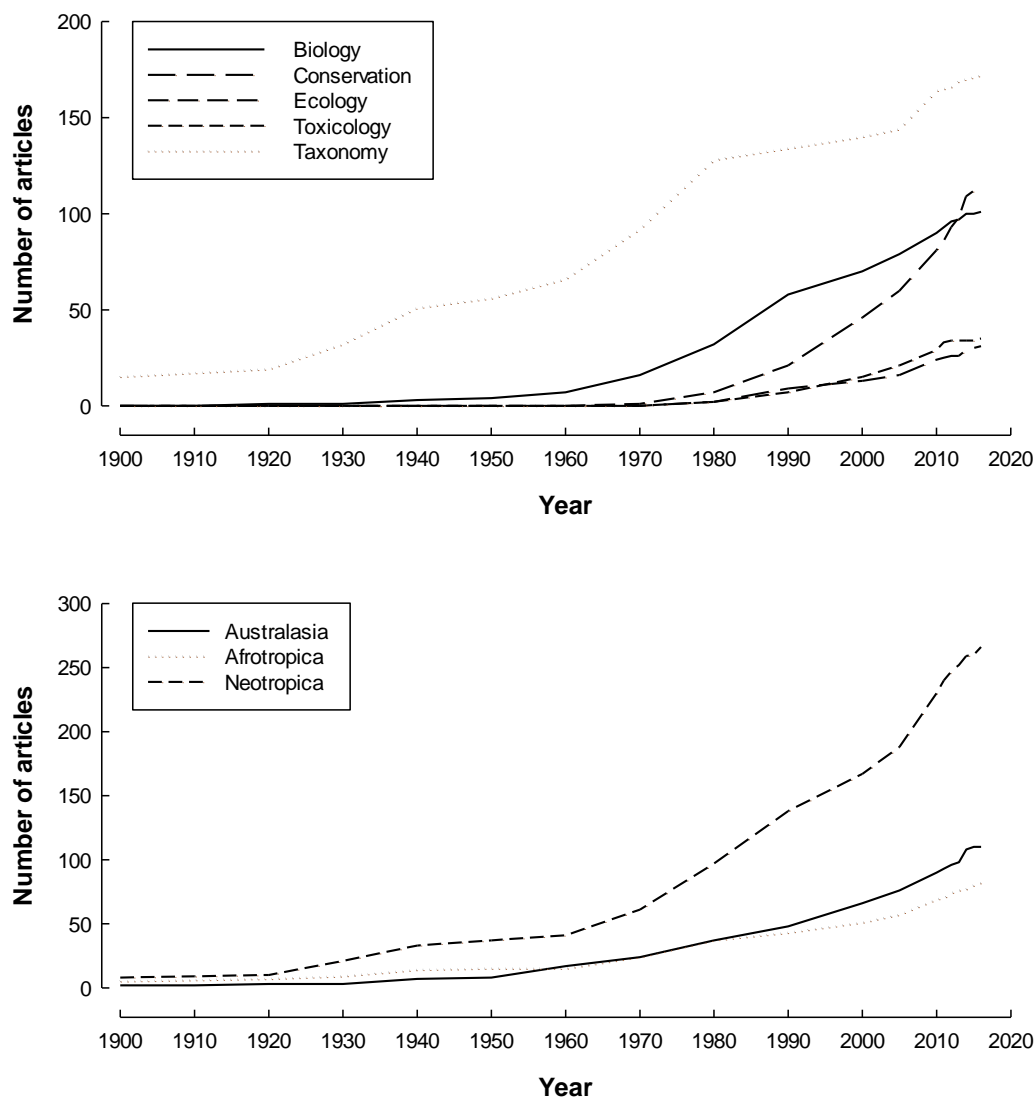 200
150
100
50
0
Number of articles
Biology
Conservation
Ecology
Toxicology
Taxonomy
1900 1910 1920 1930 1940 1950 1960 1970 1980 1990 2000 2010 2020
Year
300
250
200
150
100
50
0
Number of articles
Australasia
Afrotropica
Neotropica
1900 1910 1920 1930 1940 1950 1960 1970 1980 1990 2000 2010 2020
Year